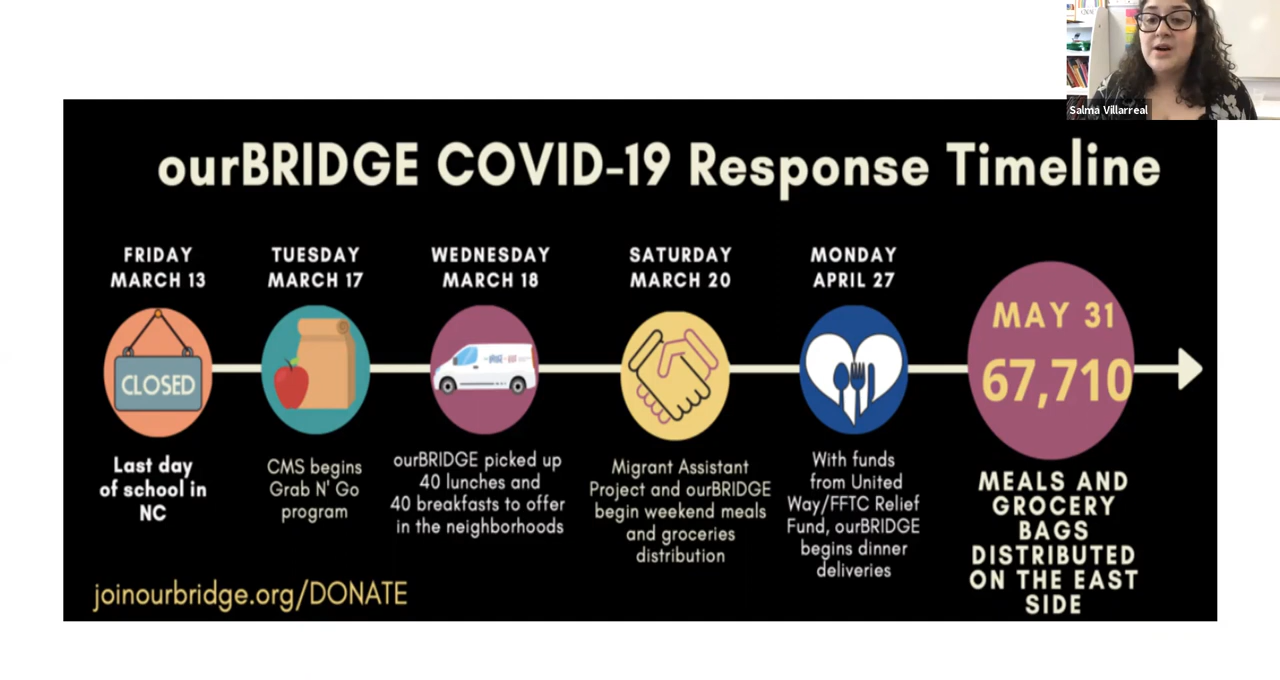 Salma Villarreal
ourBRIDGE COVID-19 Response Timeline
FRIDAY
MARCH 13
CLOSED
Last day
of school in
NC
TUESDAY
MARCH 17
CMS begins
Grab N' Go
program
WEDNESDAY
MARCH 18
ourBRIDGE picked up
40 lunches and
40 breakfasts to offer
in the neighborhoods
SATURDAY
MARCH 20
Migrant Assistant
Project and ourBRIDGE
begin weekend meals
and groceries
distribution
MONDAY
APRIL 27
With funds
from United
Way/FFTC Relief
Fund, ourBRIDGE
begins dinner
deliveries
MAY 31
67,710
MEALS AND
GROCERY
BAGS
DISTRIBUTED
ON THE EAST
SIDE
joinourbridge.org/DONATE